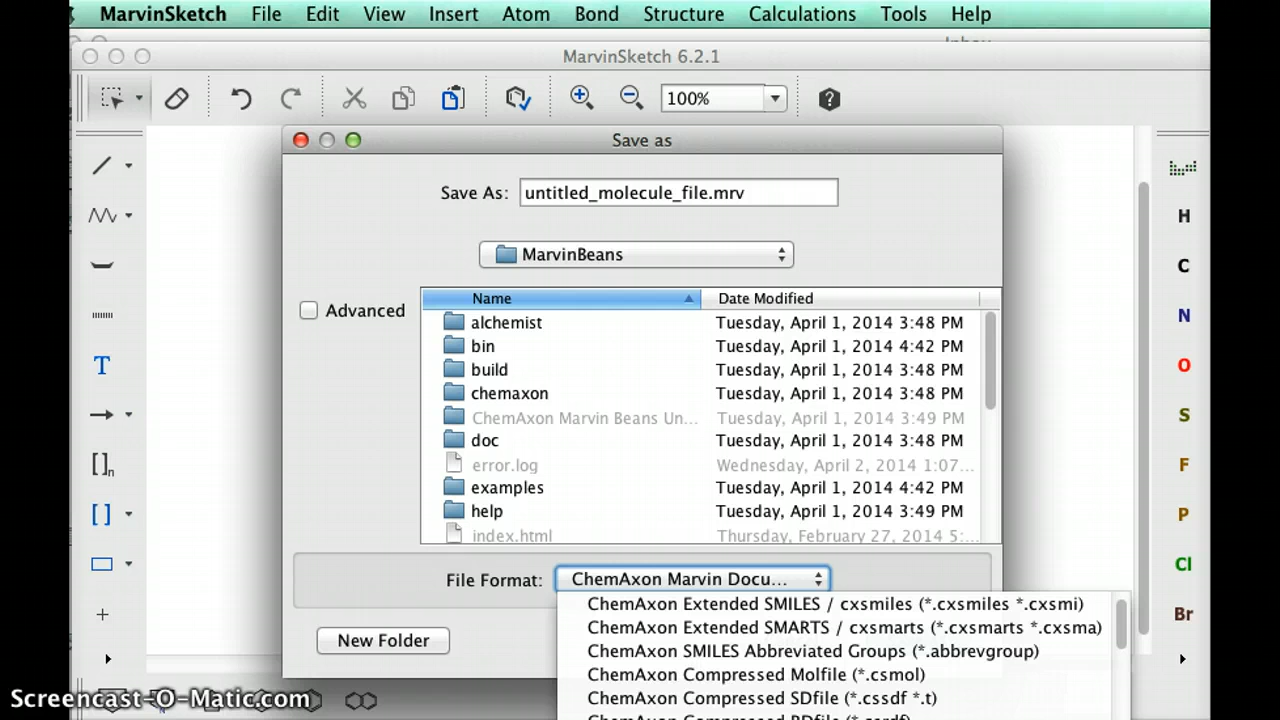 MarvinSketch File Edit View Insert Atom Bond Structure Calculations Tools Help
MarvinSketch 6.2.1
100%
Save as
Save As: untitled_molecule_file.mrv
MarvinBeans
Advanced
Name Date Modified
alchemist Tuesday, April 1, 2014 3:48 PM
bin Tuesday, April 1, 2014 4:42 PM
build Tuesday, April 1, 2014 3:48 PM
chemaxon Tuesday, April 1, 2014 3:48 PM
ChemAxon Marvin Beans Un... Tuesday, April 1, 2014 3:49 PM
doc Tuesday, April 1, 2014 3:48 PM
error.log Wednesday, April 2, 2014 1:07...
examples Tuesday, April 1, 2014 4:42 PM
help Tuesday, April 1, 2014 3:49 PM
index.html Thursday, February 27, 2014 5:...
File Format: ChemAxon Marvin Docu...
ChemAxon Extended SMILES / cxsmiles (*.cxsmiles *.cxsmi)
ChemAxon Extended SMARTS / cxsmarts (*.cxsmarts *.cxsma)
ChemAxon SMILES Abbreviated Groups (*.abbrevgroup)
ChemAxon Compressed Molfile (*.csmol)
ChemAxon Compressed SDfile (*.cssdf *.t)
New Folder
T
[ ]n
[ ]
H
C
N
O
S
F
P
Cl
Br
Screencast-O-Matic.com